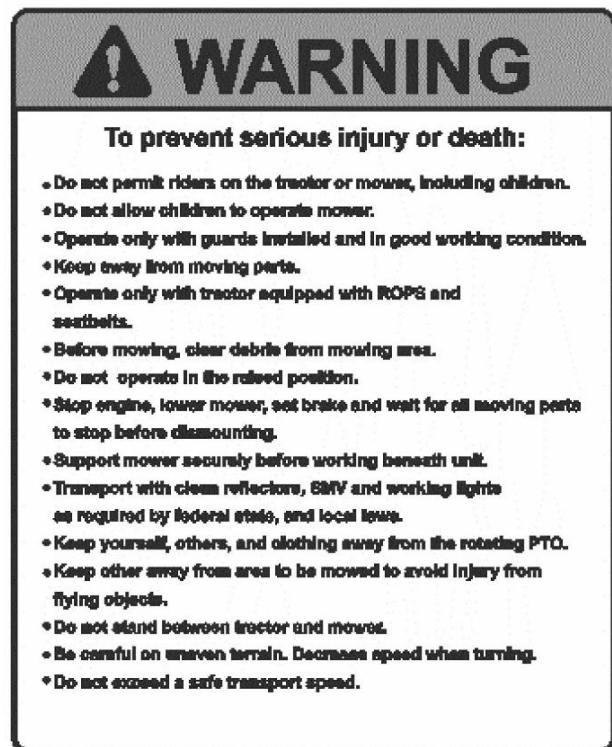 WARNING
To prevent serious injury or death:
• Do not permit riders on the tractor or mower, including children.
• Do not allow children to operate mower.
• Operate only with guards installed and in good working condition.
• Keep away from moving parts.
• Operate only with tractor equipped with ROPS and
seatbelts.
• Before mowing, clear debris from mowing area.
• Do not operate in the raised position.
• Stop engine, lower mower, set brake and wait for all moving parts
to stop before dismounting.
• Support mower securely before working beneath unit.
• Transport with clean reflectors, SMV and working lights
as required by federal state, and local laws.
• Keep yourself, others, and clothing away from the rotating PTO.
• Keep other away from area to be mowed to avoid injury from
flying objects.
• Do not stand between tractor and mower.
• Be careful on uneven terrain. Decrease speed when turning.
• Do not exceed a safe transport speed.